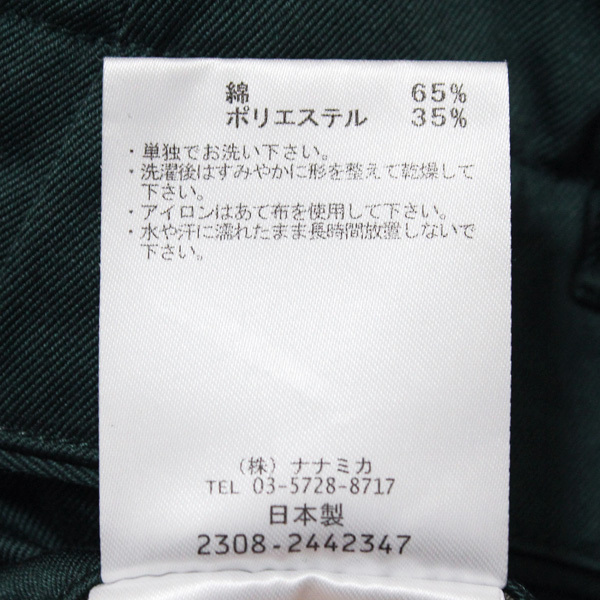 綿 65%
ポリエステル 35%
・単独でお洗い下さい。
・洗濯後はすみやかに形を整えて乾燥して
下さい。
・アイロンはあて布を使用して下さい。
・水や汗に濡れたまま長時間放置しないで
下さい。
(株) ナナミカ
TEL 03-5728-8717
日本製
2308-2442347